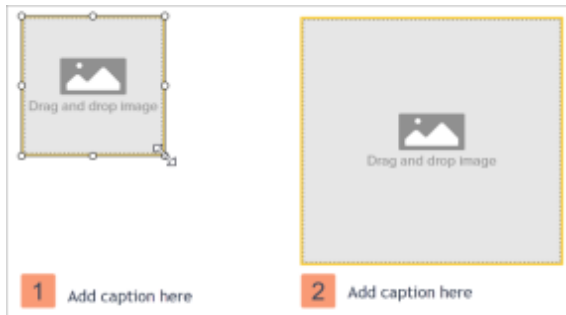 Drag and drop image
Drag and drop image
1 Add caption here
2 Add caption here